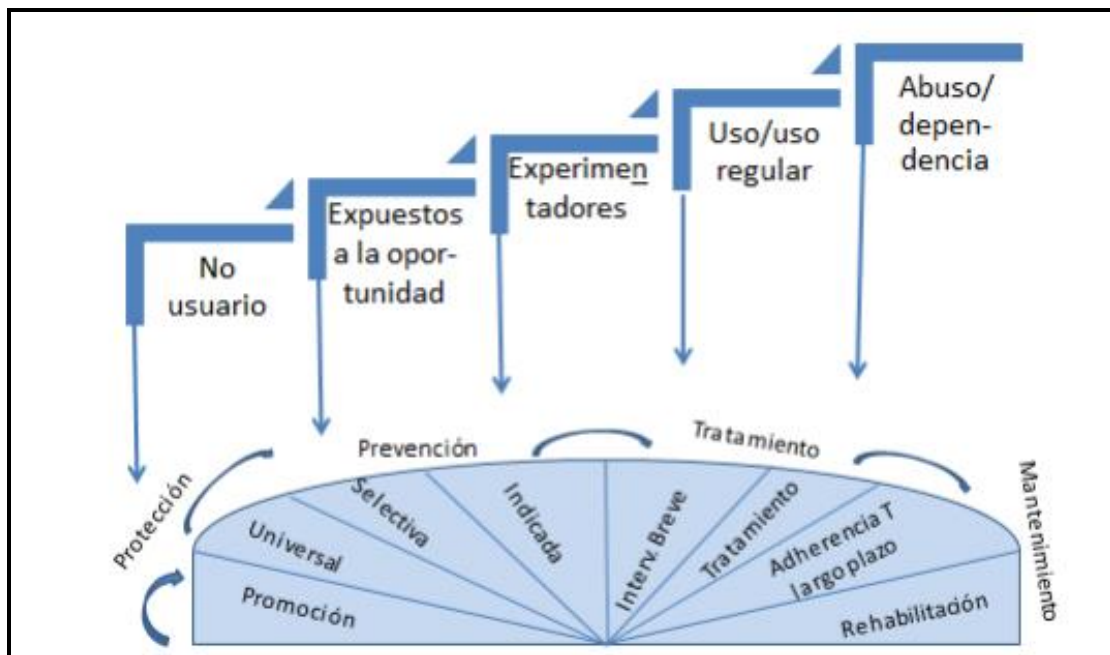 No
usuario
Expuestos
a la opor-
tunidad
Experimen
tadores
Uso/uso
regular
Abuso/
depen-
dencia
Protección
Prevención
Tratamiento
Mantenimiento
Promoción
Universal
Selectiva
Indicada
Interv. Breve
Tratamiento
Adherencia T
largo plazo
Rehabilitación